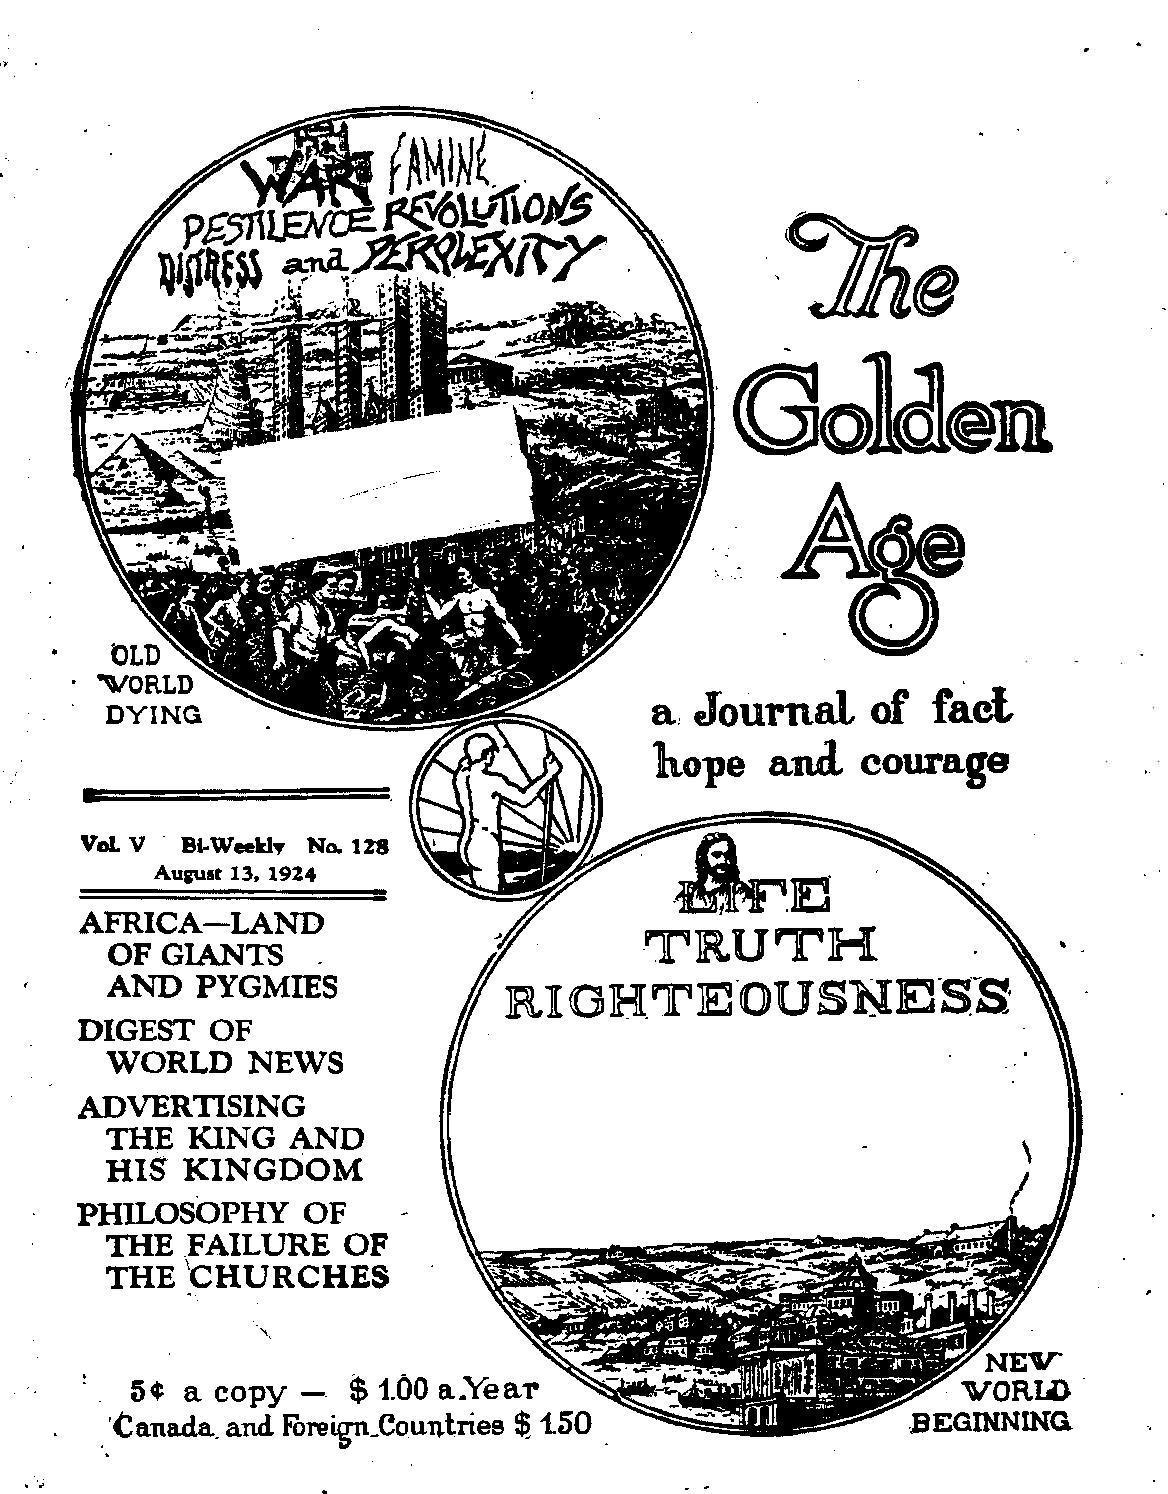 WAR FAMINE
PESTILENCE REVOLUTIONS
DISTRESS and PERPLEXITY
The
Golden
Age
OLD
WORLD
DYING
a Journal of fact
hope and courage
Vol. V Bi-Weekly No. 128
August 13, 1924
AFRICA—LAND
OF GIANTS
AND PYGMIES
DIGEST OF
WORLD NEWS
ADVERTISING
THE KING AND
HIS KINGDOM
PHILOSOPHY OF
THE FAILURE OF
THE CHURCHES
LIFE
TRUTH
RIGHTEOUSNESS
NEW
WORLD
BEGINNING
5¢ a copy — $1.00 a Year
Canada and Foreign Countries $1.50